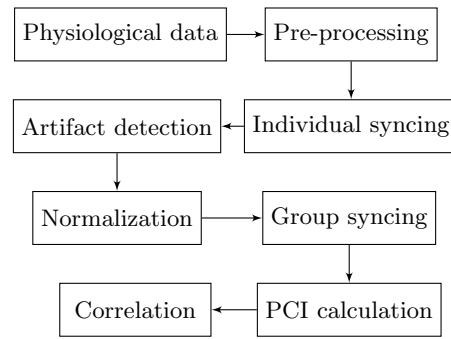 Physiological data
Pre-processing
Individual syncing
Artifact detection
Normalization
Group syncing
PCI calculation
Correlation